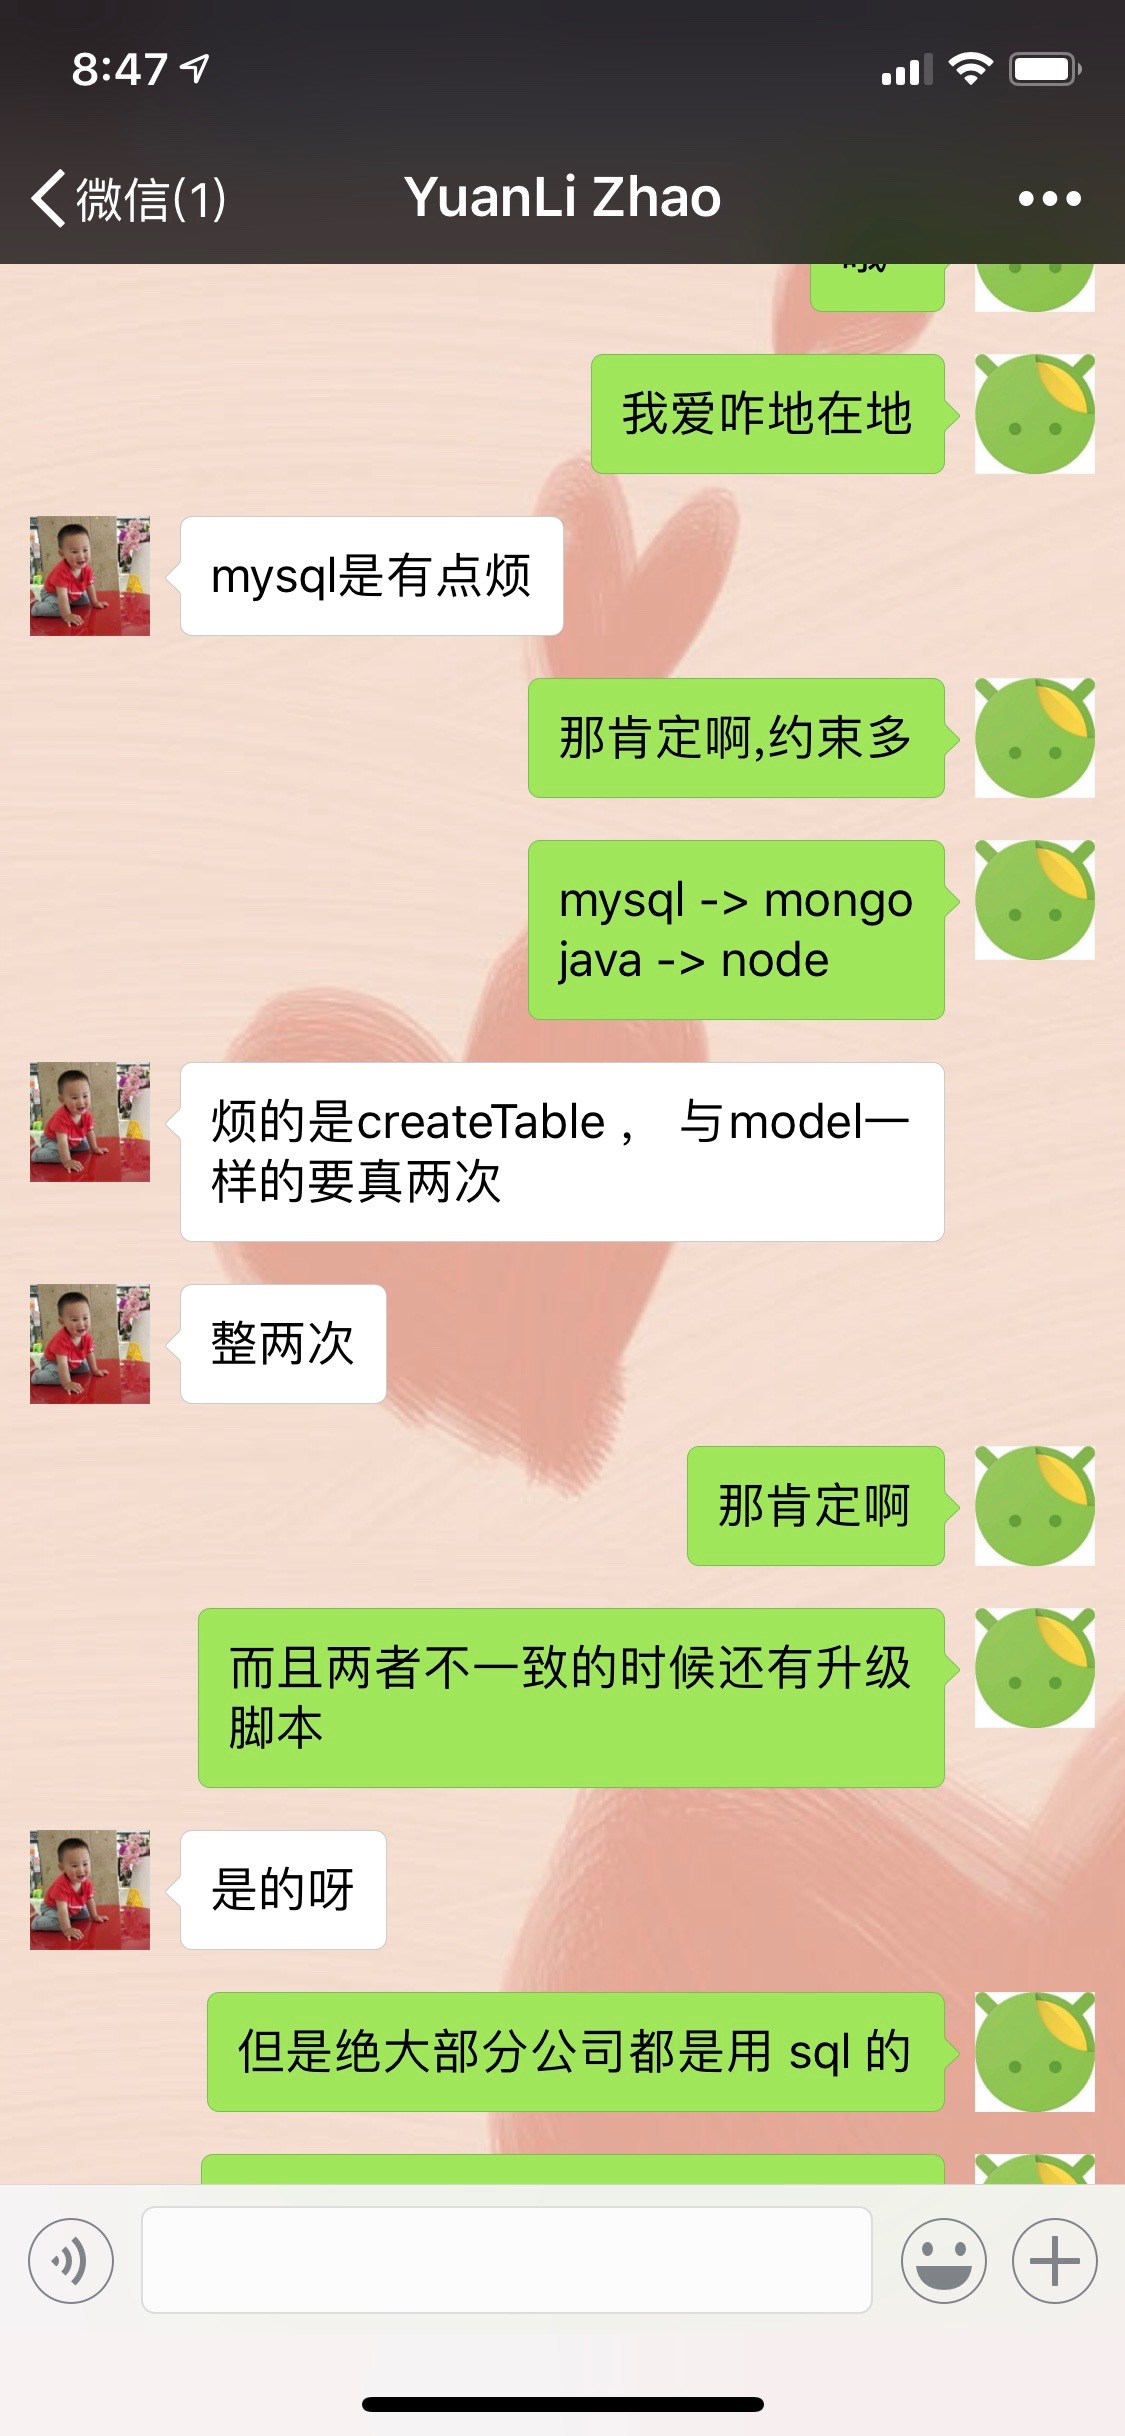 8:47
微信(1)
YuanLi Zhao
我爱咋地在地
mysql是有点烦
那肯定啊,约束多
mysql -> mongo
java -> node
烦的是createTable， 与model一
样的要真两次
整两次
那肯定啊
而且两者不一致的时候还有升级
脚本
是的呀
但是绝大部分公司都是用 sql 的